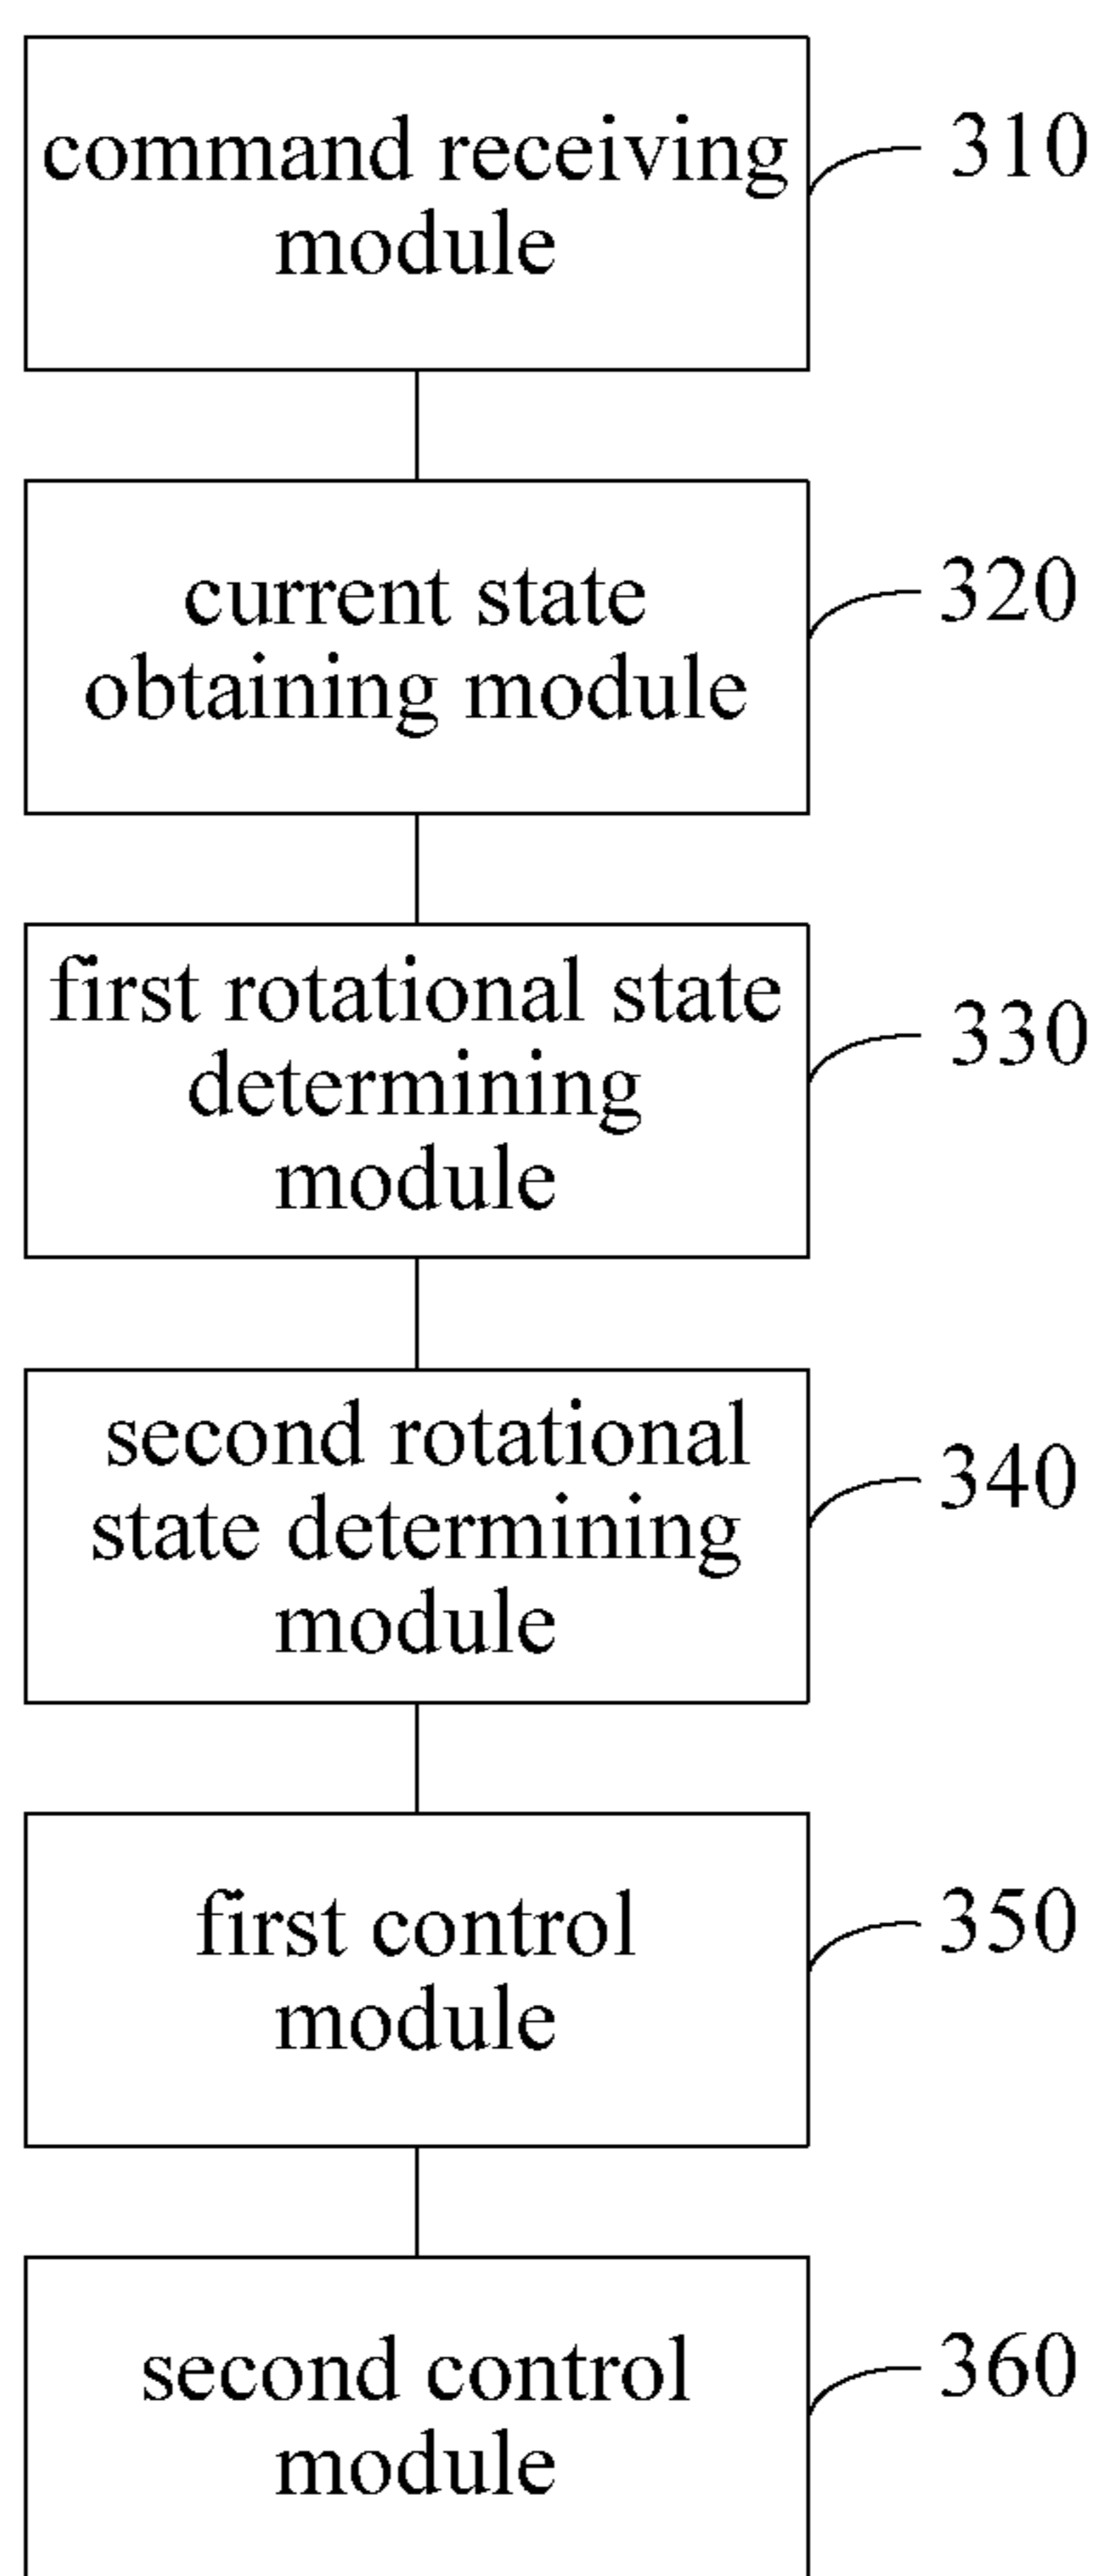 command receiving
module
310
current state
obtaining module
320
first rotational state
determining
module
330
second rotational
state determining
module
340
first control
module
350
second control
module
360